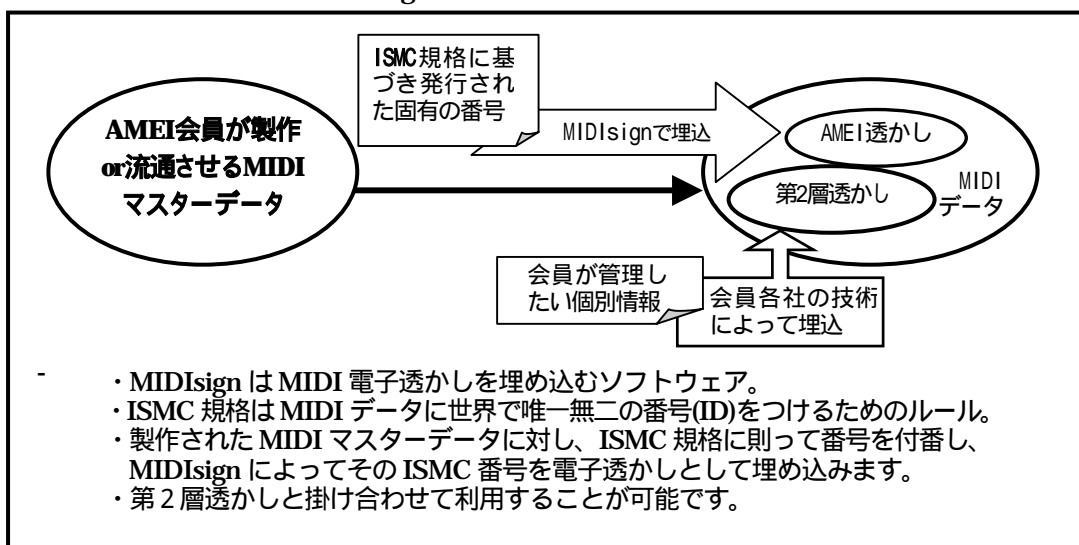 ISMC規格に基
づき発行され
た固有の番号
AMEI会員が製作
or流通させるMIDI
マスターデータ
MIDIsignで埋込
AMEI透かし
第2層透かし
MIDI
データ
会員が管理し
たい個別情報
会員各社の技術
によって埋込
-
・MIDIsign は MIDI 電子透かしを埋め込むソフトウェア。
・ISMC 規格は MIDI データに世界で唯一無二の番号(ID)をつけるためのルール。
・製作された MIDI マスターデータに対し、ISMC 規格に則って番号を付番し、
MIDIsign によってその ISMC 番号を電子透かしとして埋め込みます。
・第 2 層透かしと掛け合わせて利用することが可能です。